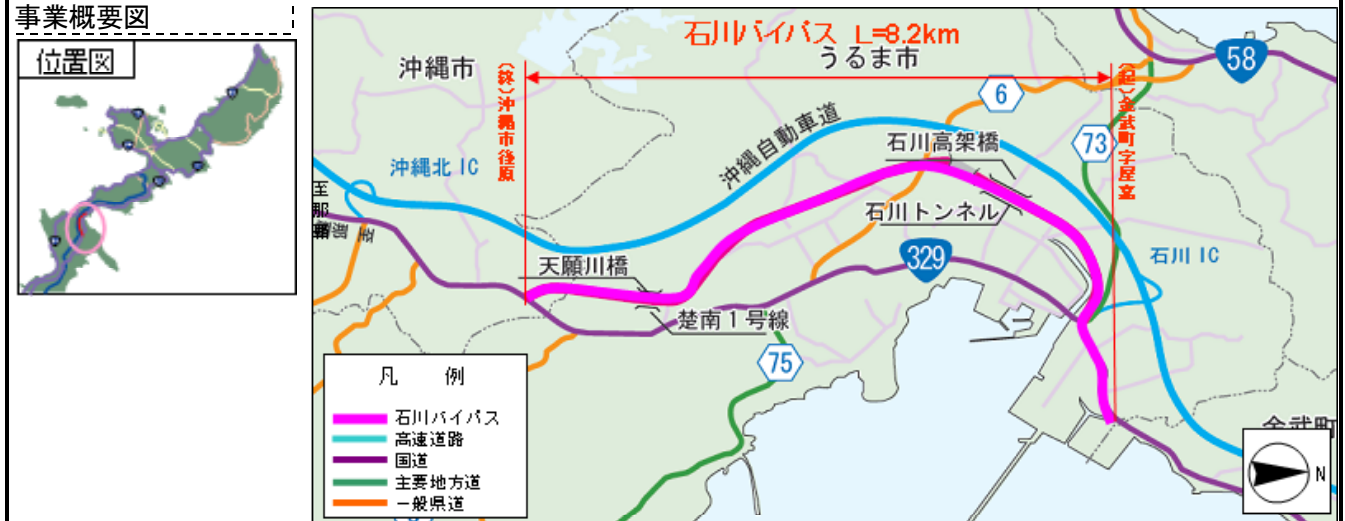 事業概要図
位置図
石川バイパス L=8.2km
沖縄市
うるま市
58
(終)沖縄市後原
(起)金武町字屋嘉
6
沖縄自動車道
石川高架橋
73
沖縄北IC
至那覇
石川トンネル
329
石川IC
天願川橋
楚南1号線
75
凡例
石川バイパス
高速道路
国道
主要地方道
一般県道
金武町
N